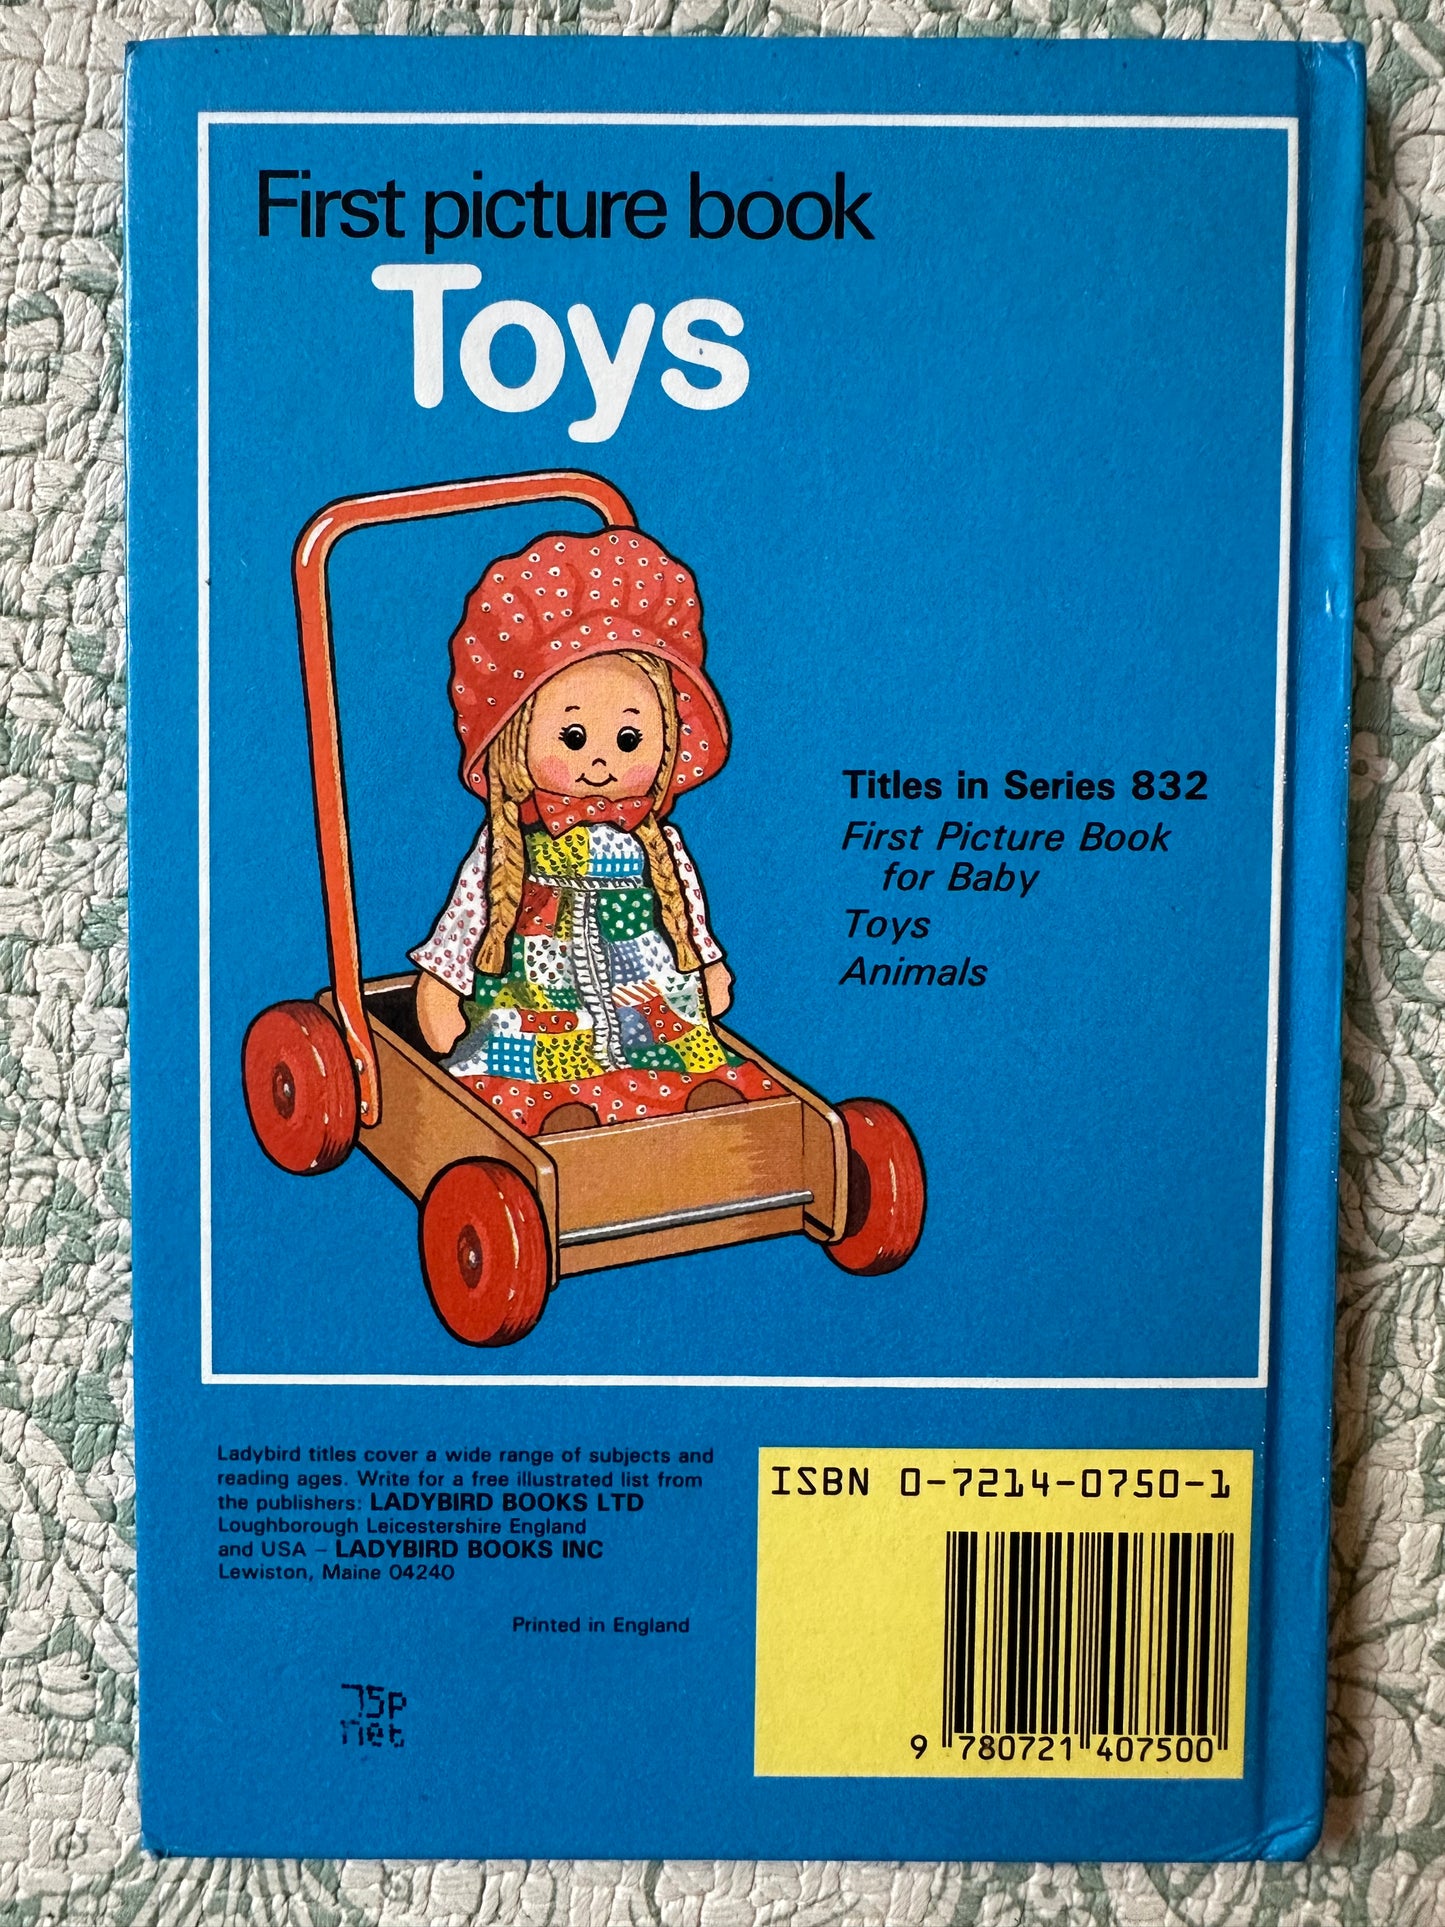 First picture book
Toys
Titles in Series 832
First Picture Book
for Baby
Toys
Animals
Ladybird titles cover a wide range of subjects and
reading ages. Write for a free illustrated list from
the publishers: LADYBIRD BOOKS LTD
Loughborough Leicestershire England
and USA – LADYBIRD BOOKS INC
Lewiston, Maine 04240
Printed in England
75p
net
ISBN 0-7214-0750-1
9 780721 407500